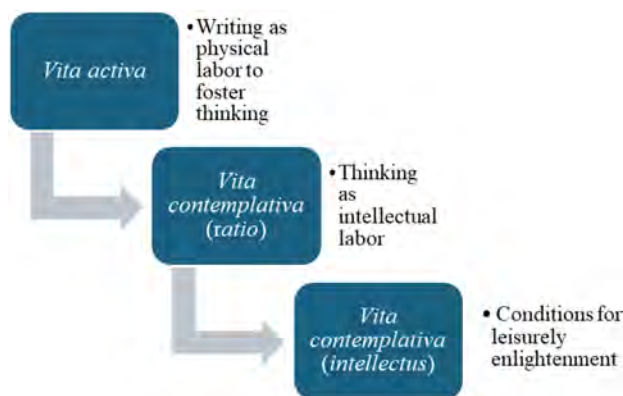 Vita activa
•Writing as
physical
labor to
foster
thinking
Vita
contemplativa
(ratio)
•Thinking
as
intellectual
labor
Vita
contemplativa
(intellectus)
• Conditions for
leisurely
enlightenment